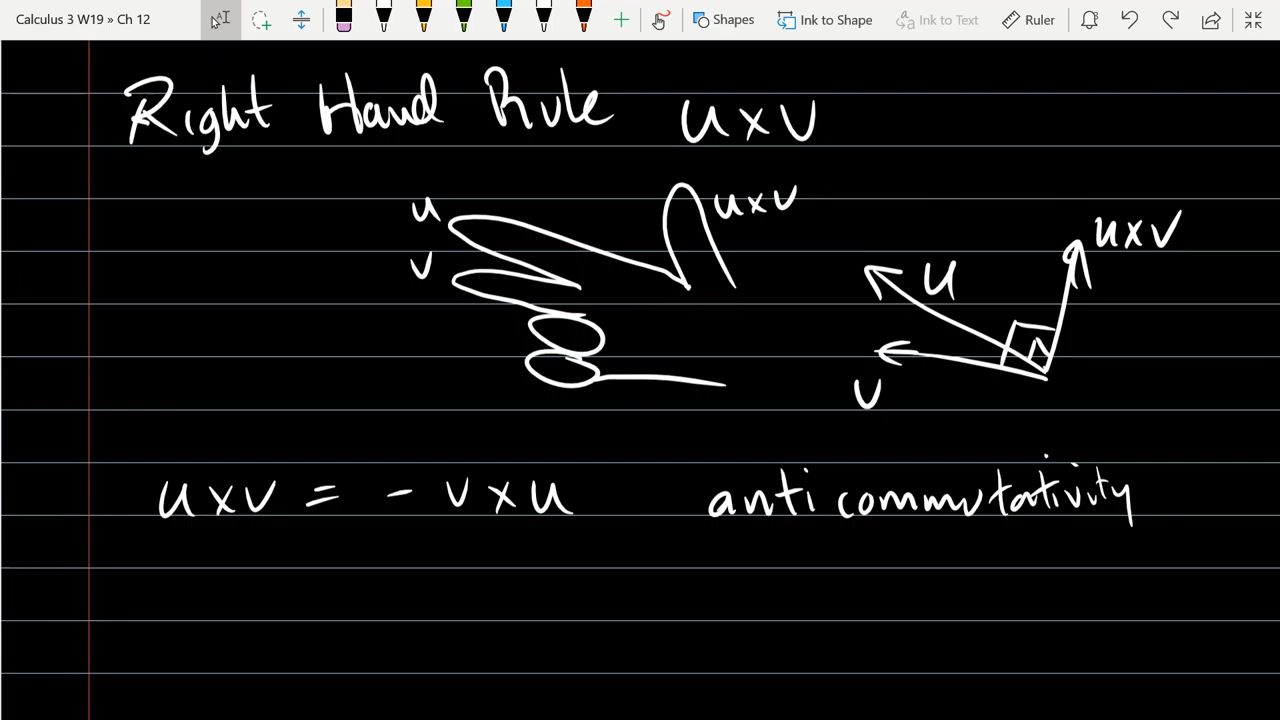 Calculus 3 W19 » Ch 12
Shapes
Ink to Shape
Ink to Text
Ruler
Right Hand Rule u×v
u
u×v
v
u×v
u
v
u×v = - v×u anti commutativity